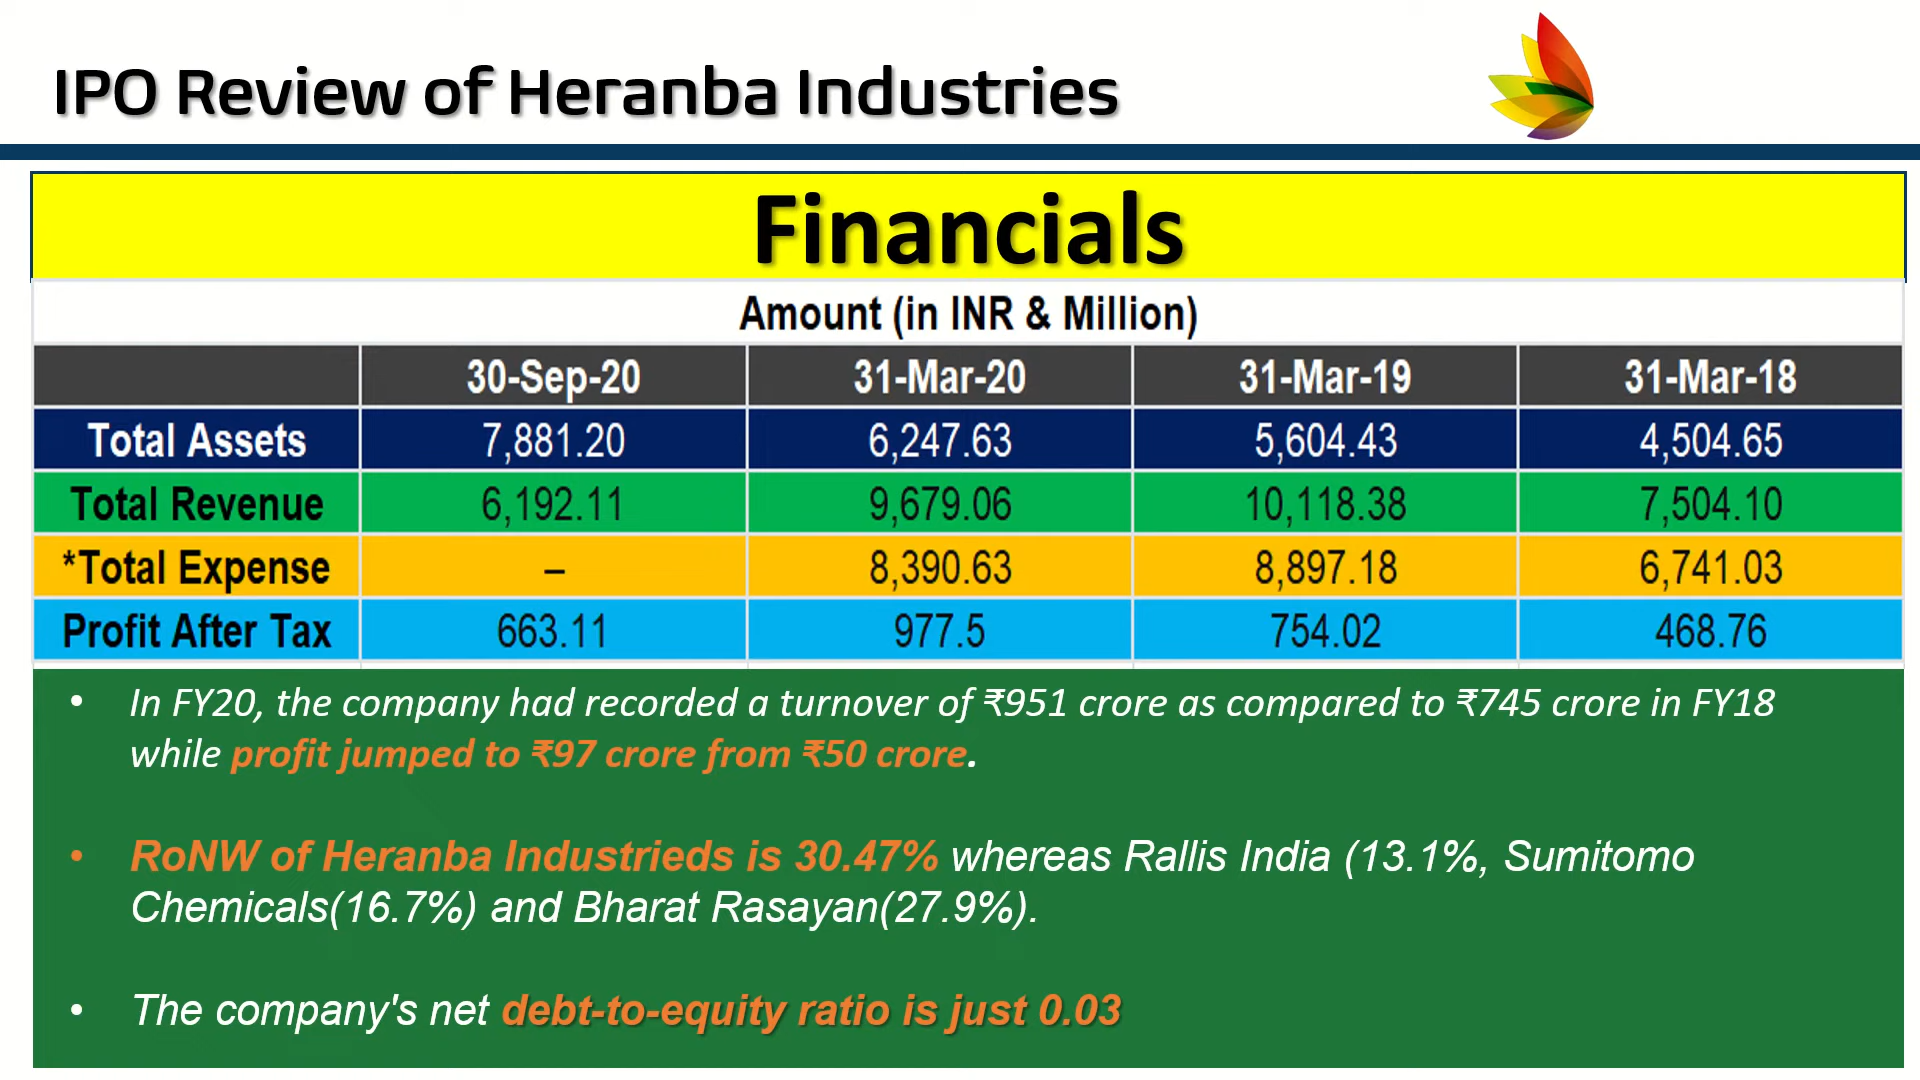 IPO Review of Heranba Industries
Financials
Amount (in INR & Million)
30-Sep-20 31-Mar-20 31-Mar-19 31-Mar-18
Total Assets 7,881.20 6,247.63 5,604.43 4,504.65
Total Revenue 6,192.11 9,679.06 10,118.38 7,504.10
*Total Expense – 8,390.63 8,897.18 6,741.03
Profit After Tax 663.11 977.5 754.02 468.76
• In FY20, the company had recorded a turnover of ₹951 crore as compared to ₹745 crore in FY18
while profit jumped to ₹97 crore from ₹50 crore.
• RoNW of Heranba Industrieds is 30.47% whereas Rallis India (13.1%, Sumitomo
Chemicals(16.7%) and Bharat Rasayan(27.9%).
• The company's net debt-to-equity ratio is just 0.03